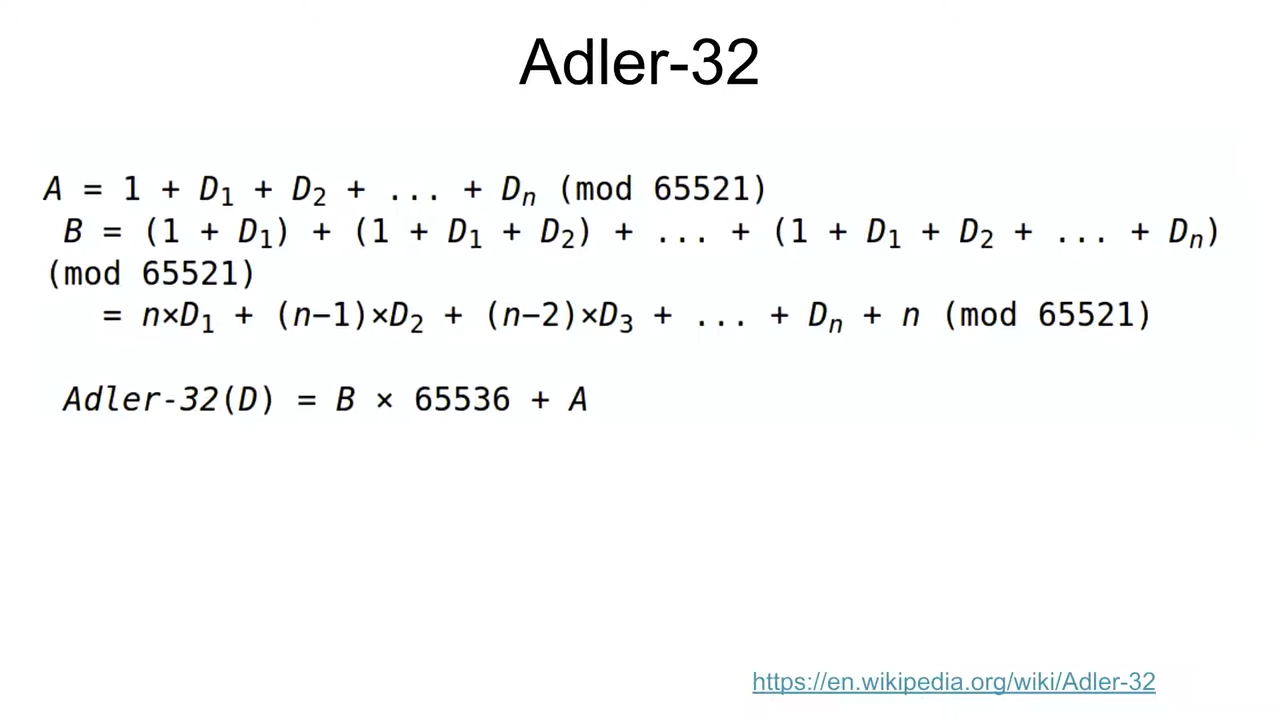 Adler-32
A = 1 + D₁ + D₂ + ... + Dₙ (mod 65521)
B = (1 + D₁) + (1 + D₁ + D₂) + ... + (1 + D₁ + D₂ + ... + Dₙ)
(mod 65521)
= n×D₁ + (n−1)×D₂ + (n−2)×D₃ + ... + Dₙ + n (mod 65521)
Adler-32(D) = B × 65536 + A
https://en.wikipedia.org/wiki/Adler-32